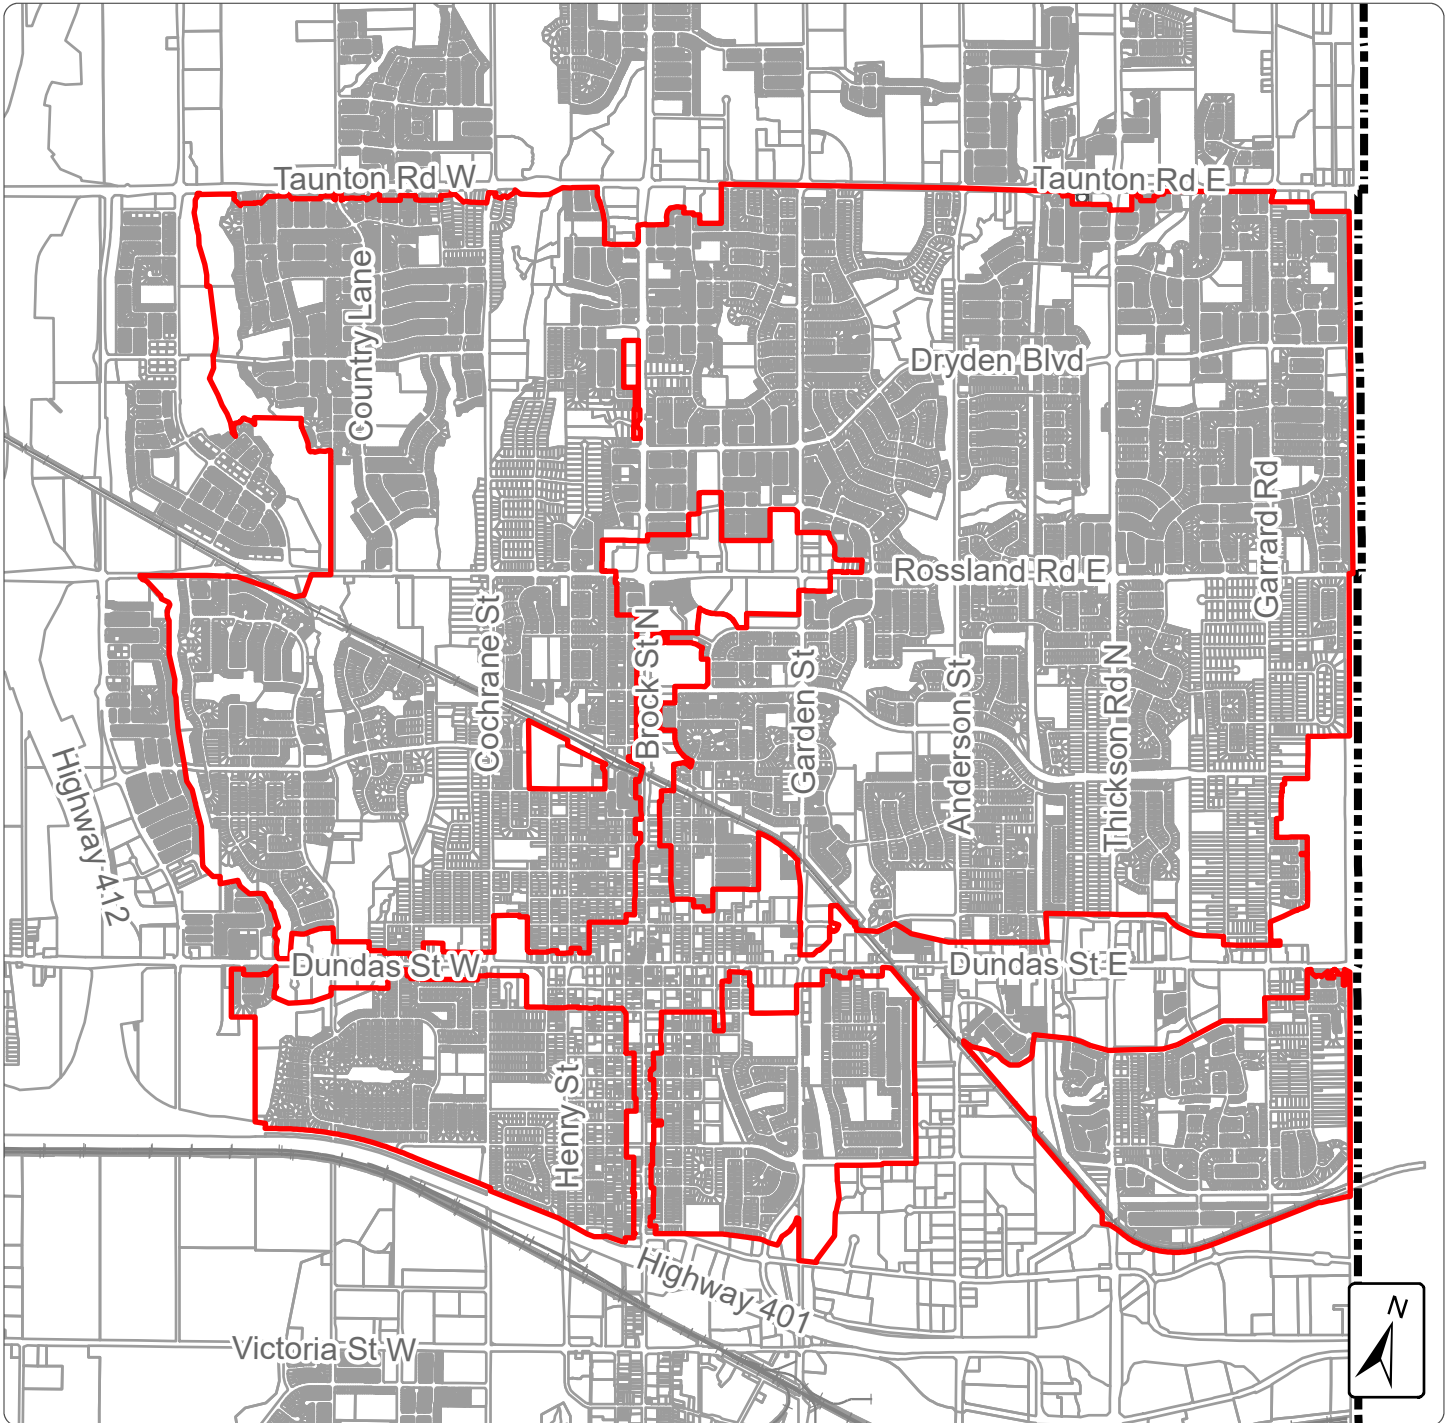 Taunton Rd W
Taunton Rd E
Country Lane
Dryden Blvd
Garrard Rd
Rossland Rd E
Cochrane St
Brock St N
Garden St
Anderson St
Thickson Rd N
Highway 412
Dundas St W
Dundas St E
Henry St
Highway 401
Victoria St W
N